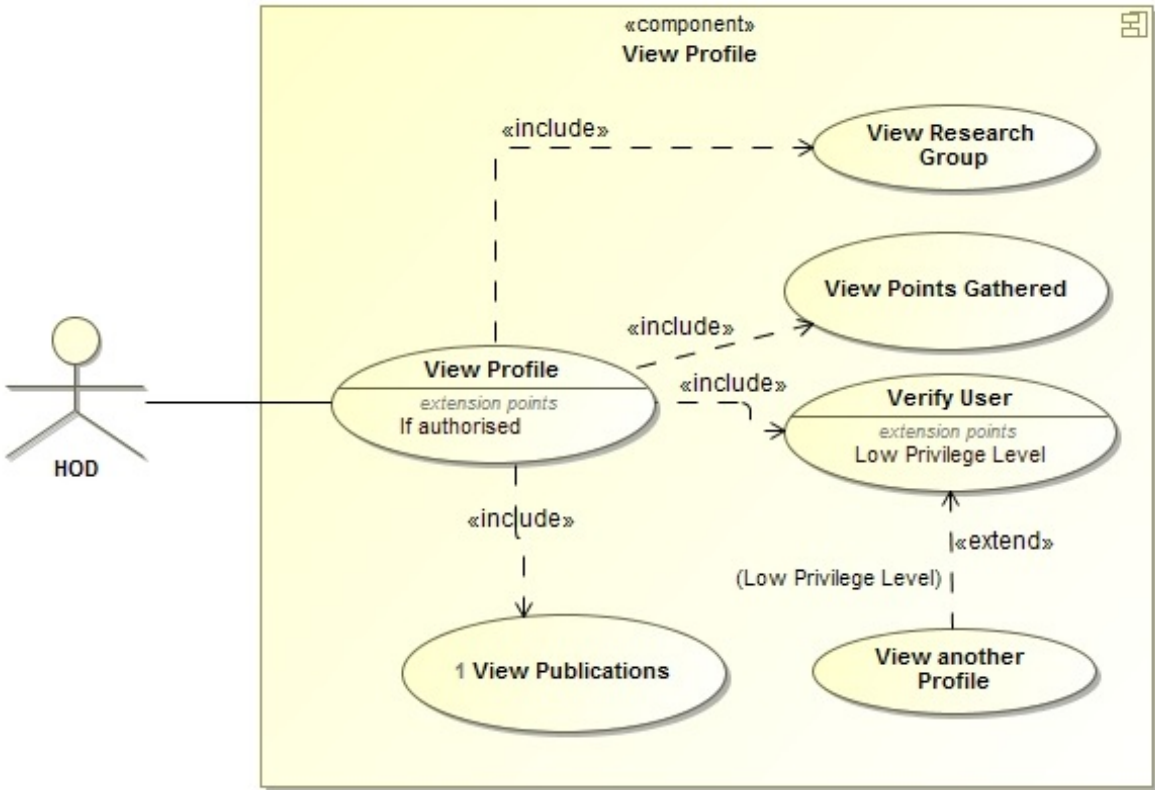 «component»
View Profile
«include»
View Research
Group
View Points Gathered
«include»
View Profile
extension points
If authorised
«include»
Verify User
extension points
Low Privilege Level
HOD
«include»
«extend»
(Low Privilege Level)
1 View Publications
View another
Profile